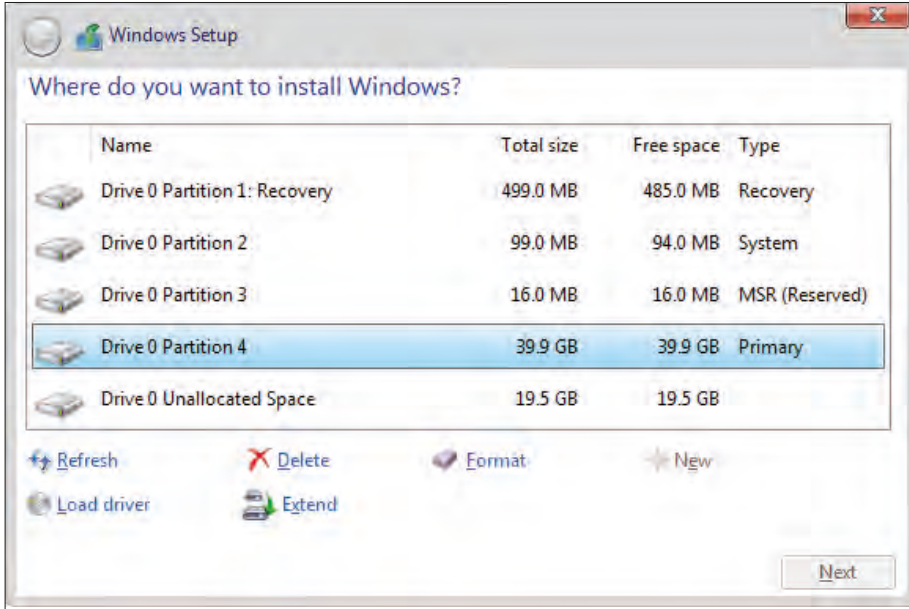 Windows Setup
Where do you want to install Windows?
Name Total size Free space Type
Drive 0 Partition 1: Recovery 499.0 MB 485.0 MB Recovery
Drive 0 Partition 2 99.0 MB 94.0 MB System
Drive 0 Partition 3 16.0 MB 16.0 MB MSR (Reserved)
Drive 0 Partition 4 39.9 GB 39.9 GB Primary
Drive 0 Unallocated Space 19.5 GB 19.5 GB
Refresh Delete Format New
Load driver Extend
Next